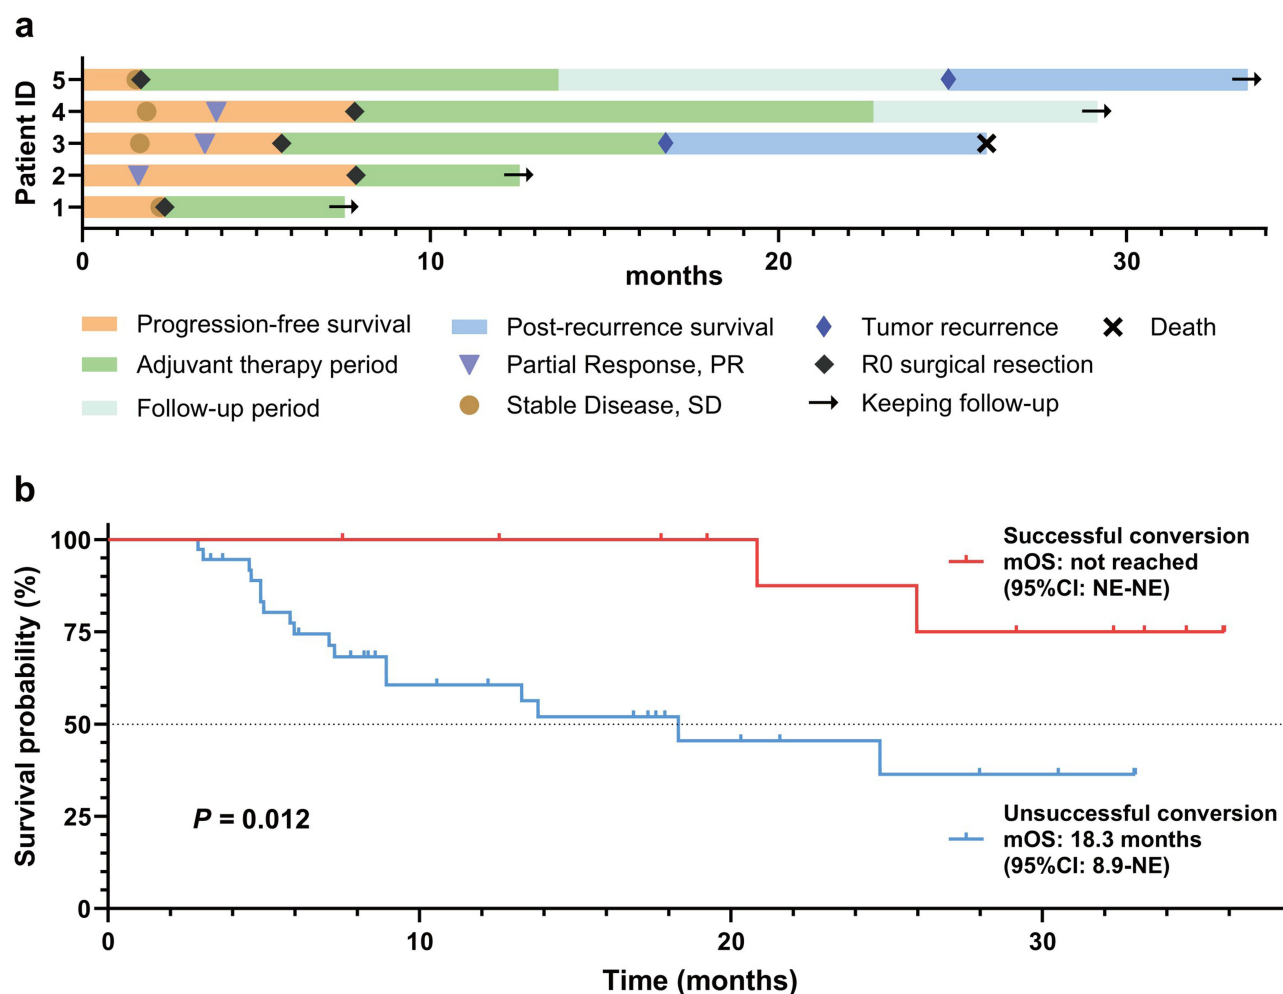 a
Patient ID
5
4
3
2
1
0 10 20 30
months
Progression-free survival Post-recurrence survival Tumor recurrence Death
Adjuvant therapy period Partial Response, PR R0 surgical resection
Follow-up period Stable Disease, SD Keeping follow-up
b
Survival probability (%)
100
75
50
25
0
Successful conversion
mOS: not reached
(95%CI: NE-NE)
P = 0.012
Unsuccessful conversion
mOS: 18.3 months
(95%CI: 8.9-NE)
0 10 20 30
Time (months)